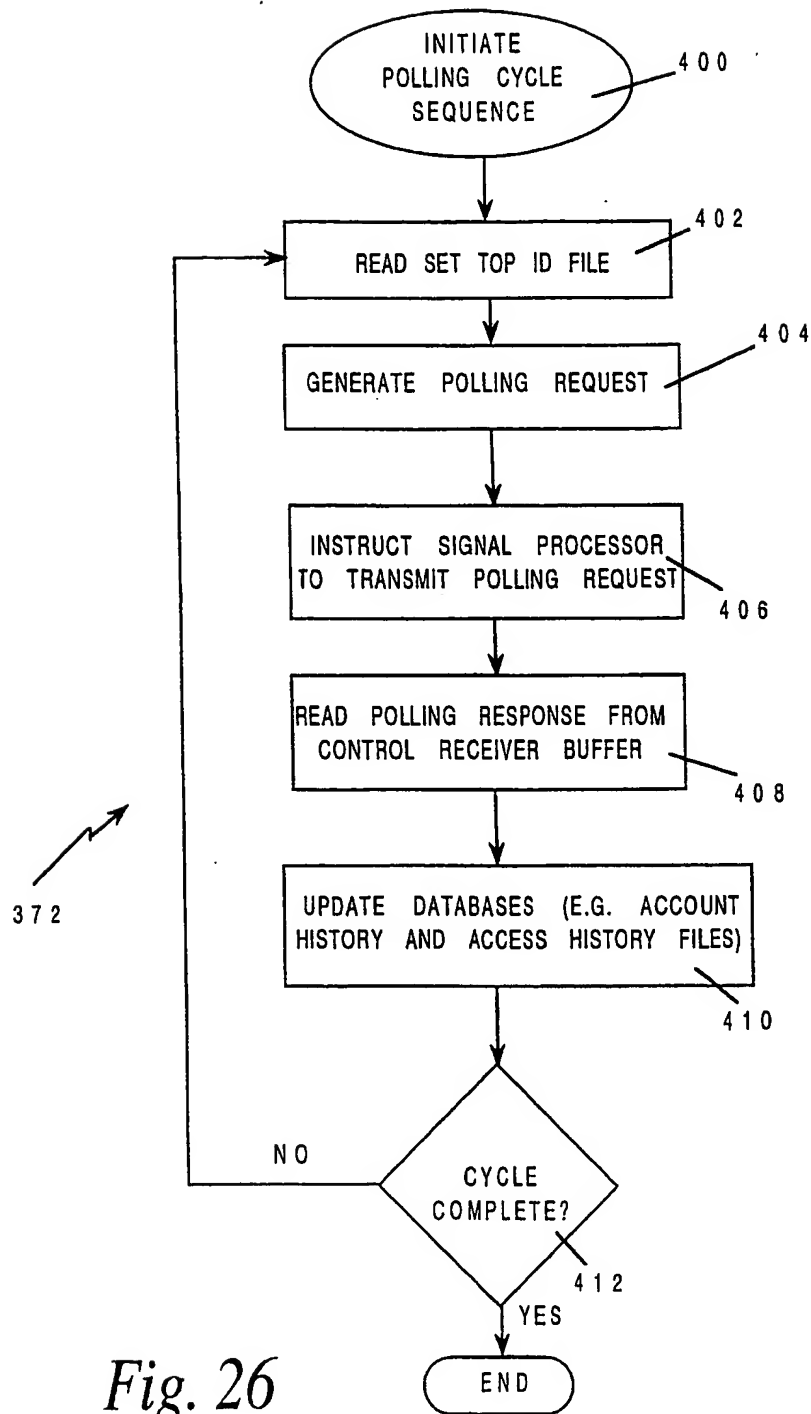 INITIATE
POLLING CYCLE
SEQUENCE
400
402
READ SET TOP ID FILE
404
GENERATE POLLING REQUEST
INSTRUCT SIGNAL PROCESSOR
TO TRANSMIT POLLING REQUEST
406
READ POLLING RESPONSE FROM
CONTROL RECEIVER BUFFER
408
372
UPDATE DATABASES (E.G. ACCOUNT
HISTORY AND ACCESS HISTORY FILES)
410
NO
CYCLE
COMPLETE?
412
YES
END
Fig. 26